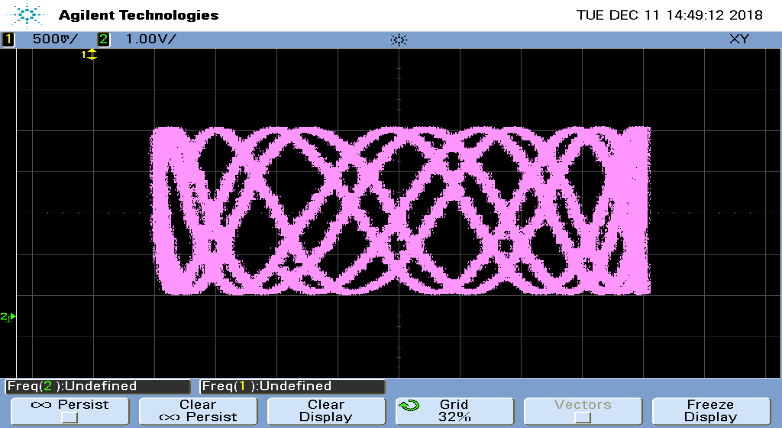 Agilent Technologies TUE DEC 11 14:49:12 2018
1 500mV/ 2 1.00V/ XY
1
2
Freq(2):Undefined Freq(1):Undefined
∞ Persist Clear ∞ Persist Clear Display Grid 32% Vectors Freeze Display